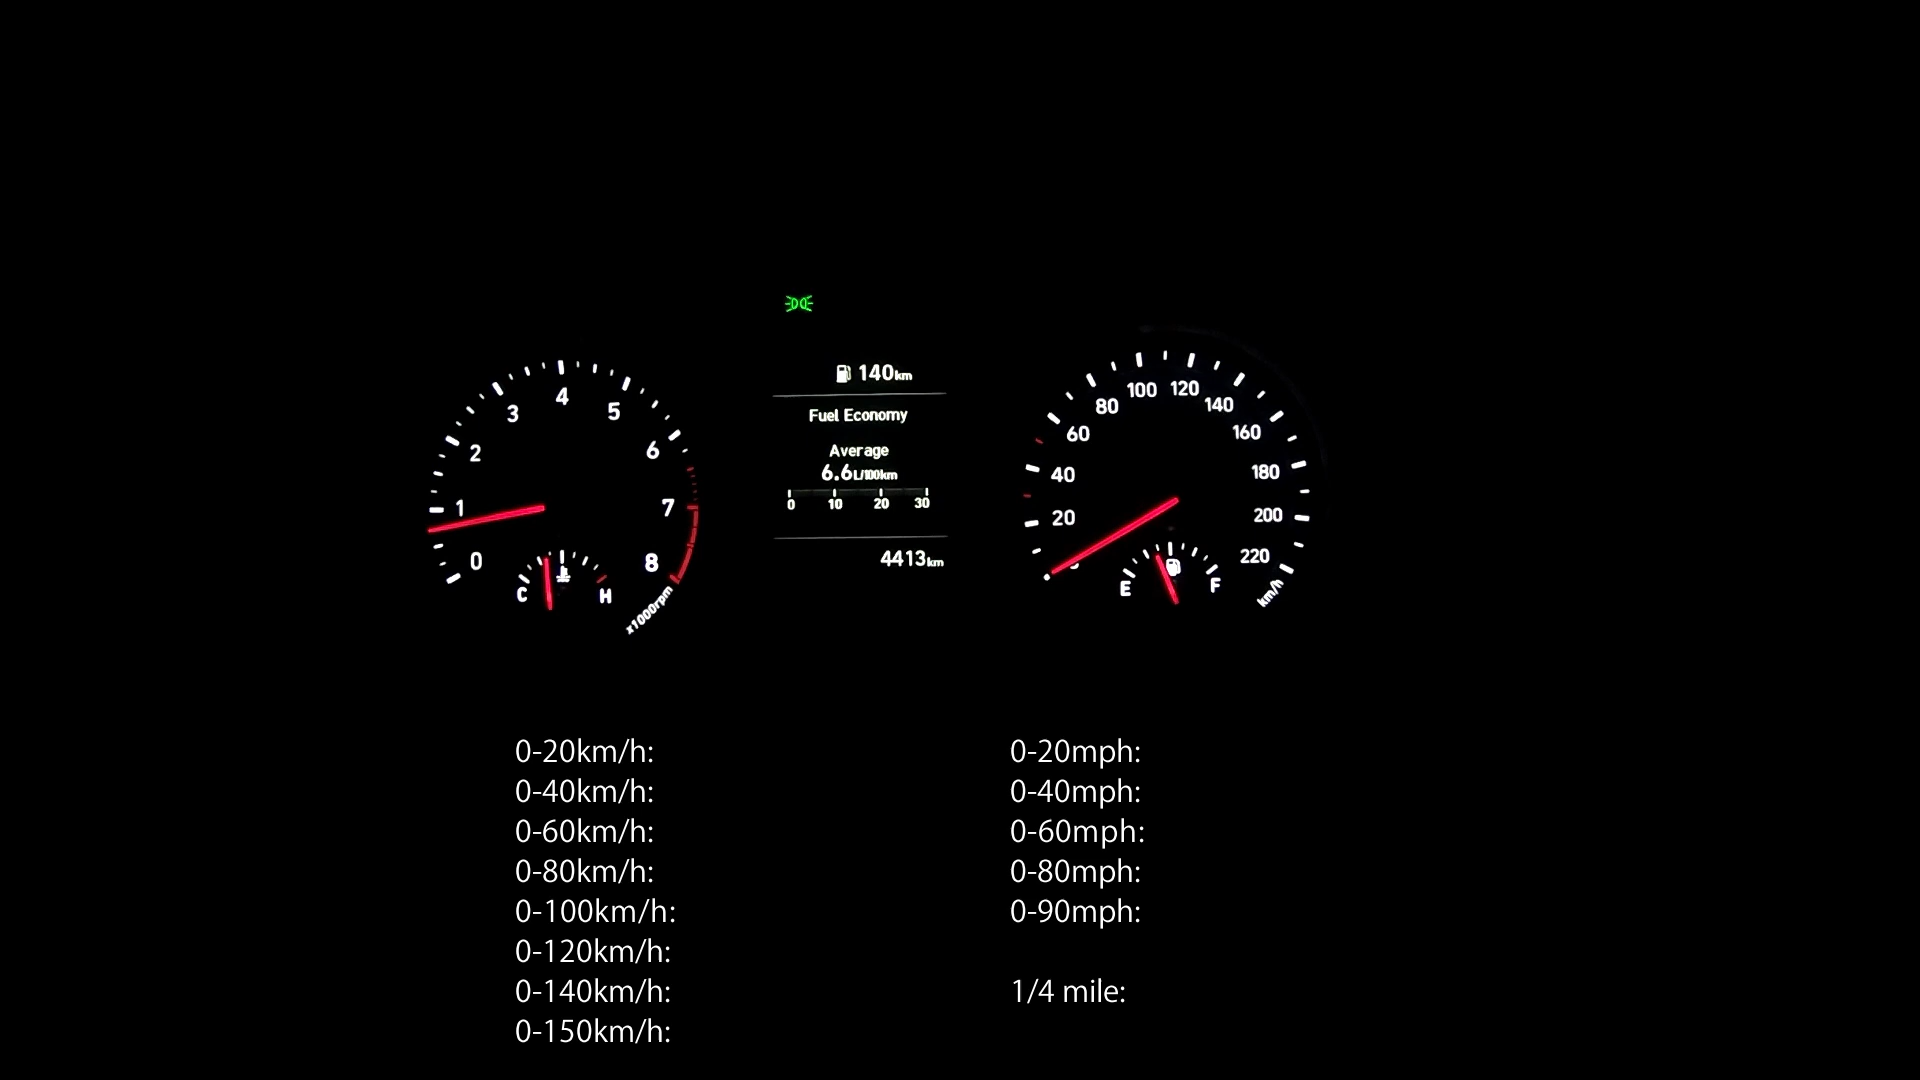 0
1
2
3
4
5
6
7
8
x1000rpm
C
H
140km
Fuel Economy
Average
6.6L/100km
0 10 20 30
4413km
20
40
60
80
100
120
140
160
180
200
220
km/h
E
F
0-20km/h:
0-40km/h:
0-60km/h:
0-80km/h:
0-100km/h:
0-120km/h:
0-140km/h:
0-150km/h:
0-20mph:
0-40mph:
0-60mph:
0-80mph:
0-90mph:
1/4 mile: